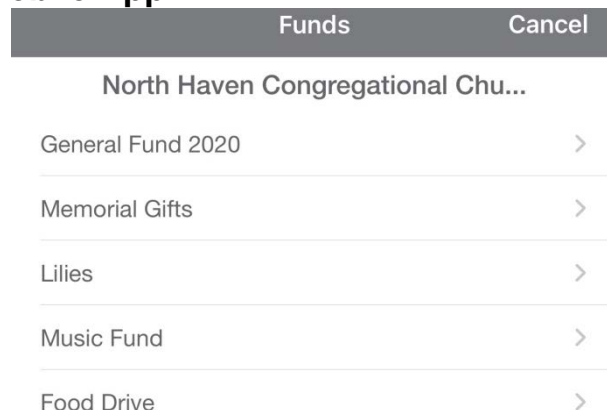 Funds Cancel
North Haven Congregational Chu...
General Fund 2020
Memorial Gifts
Lilies
Music Fund
Food Drive